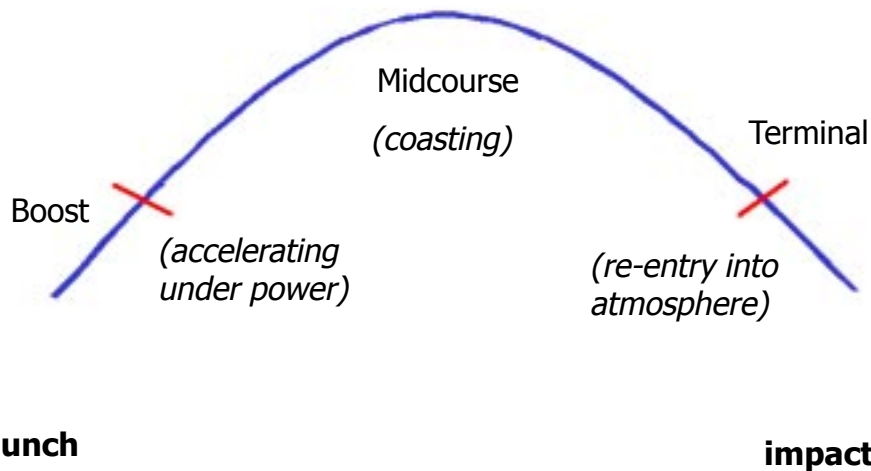 Midcourse
(coasting)
Terminal
Boost
(accelerating
under power)
(re-entry into
atmosphere)
unch
impact